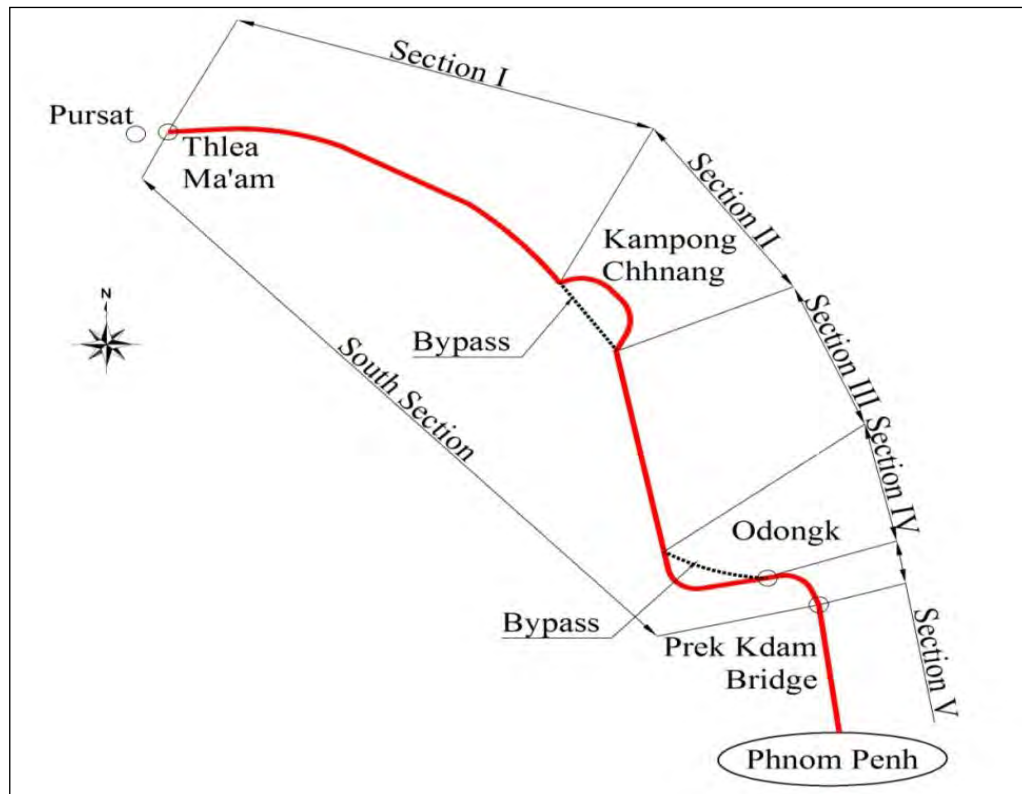 Section I
Pursat
Thlea
Ma'am
Section II
Kampong
Chhnang
N
Bypass
South Section
Section III
Section IV
Odongk
Bypass
Prek Kdam
Bridge
Section V
Phnom Penh